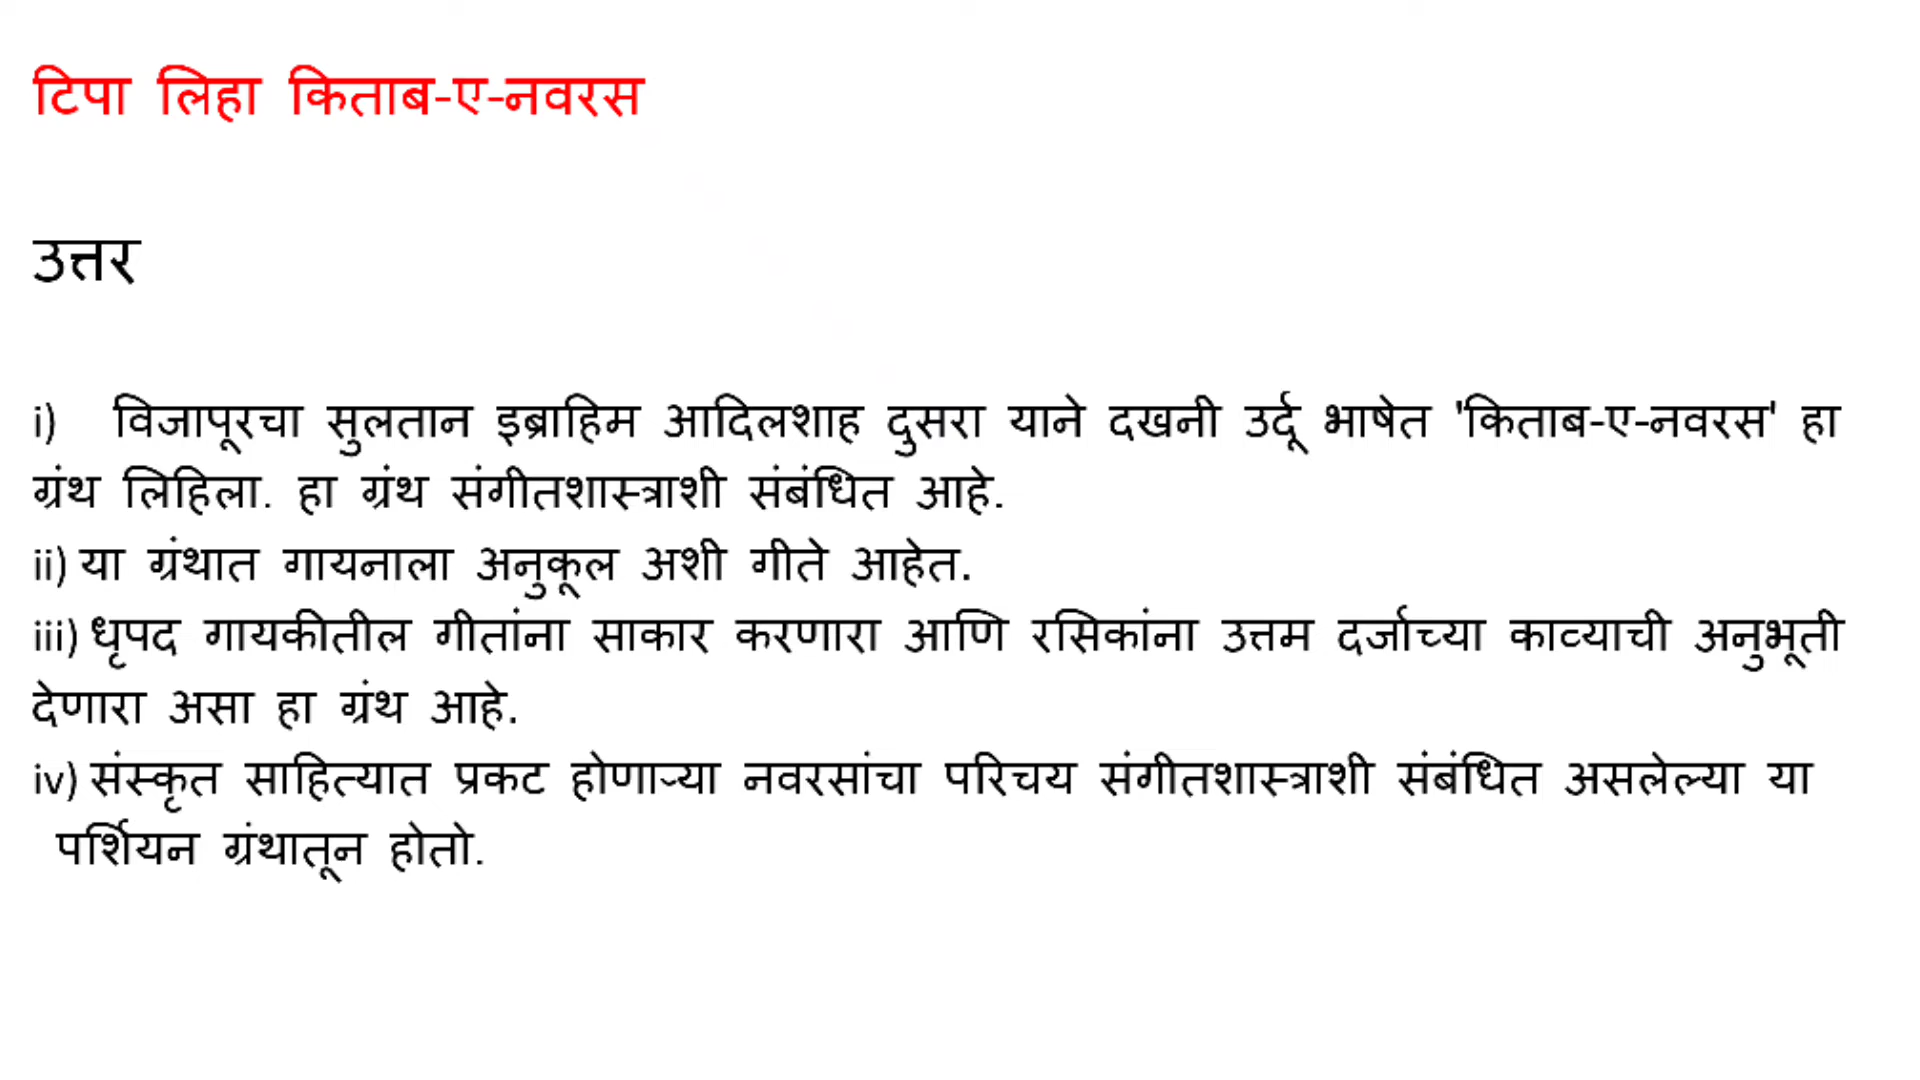 टिपा लिहा किताब-ए-नवरस
उत्तर
i) विजापूरचा सुलतान इब्राहिम आदिलशाह दुसरा याने दखनी उर्दू भाषेत 'किताब-ए-नवरस' हा
ग्रंथ लिहिला. हा ग्रंथ संगीतशास्त्राशी संबंधित आहे.
ii) या ग्रंथात गायनाला अनुकूल अशी गीते आहेत.
iii) धृपद गायकीतील गीतांना साकार करणारा आणि रसिकांना उत्तम दर्जाच्या काव्याची अनुभूती
देणारा असा हा ग्रंथ आहे.
iv) संस्कृत साहित्यात प्रकट होणाऱ्या नवरसांचा परिचय संगीतशास्त्राशी संबंधित असलेल्या या
पर्शियन ग्रंथातून होतो.